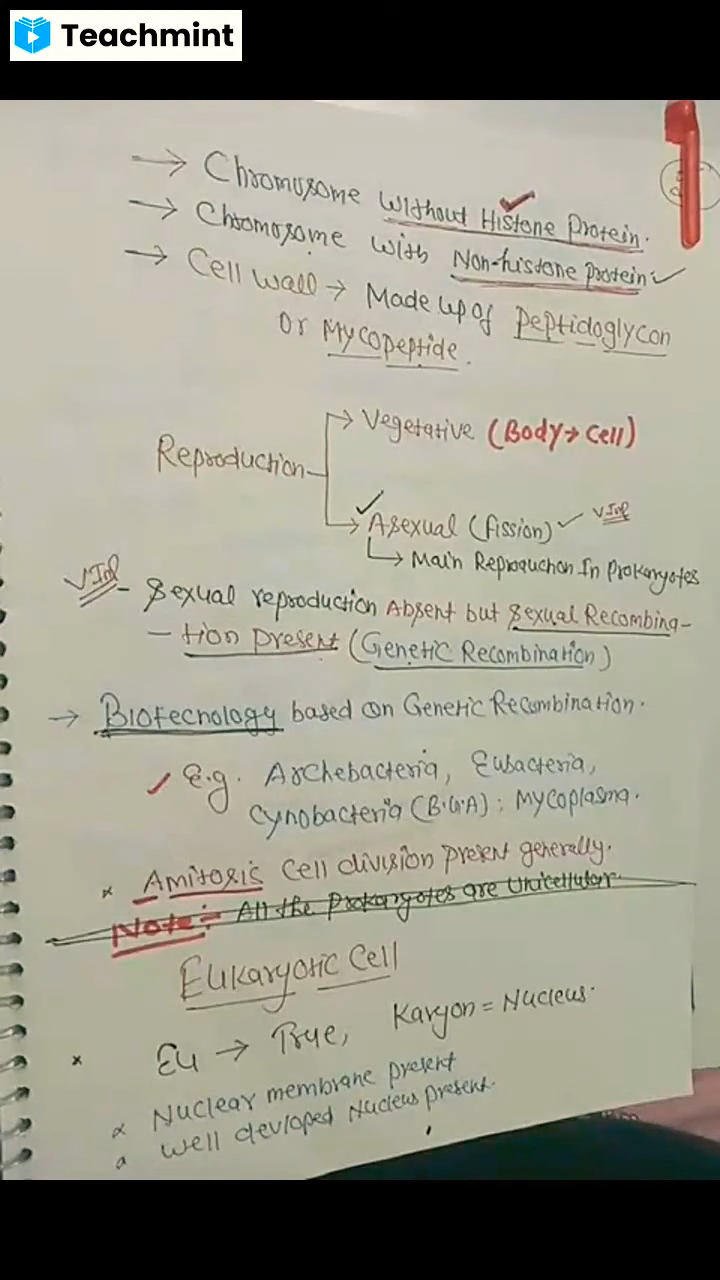 Teachmint
→ Chromosome without Histone Protein.
→ Chromosome with Non-histone protein ✓
→ Cell wall → Made up of peptidoglycon
Or Mycopeptide.
Reproduction
→ Vegetative (Body → Cell)
→ Asexual (fission) ✓ V Imp
→ Main Reproduction In Prokaryotes
V Imp - Sexual reproduction Absent but Sexual Recombina-
-tion present (Genetic Recombination)
→ Biotecnology based on Genetic Recombination.
E.g. Archebacteria, Eubacteria,
Cynobacteria (B.G.A) ; Mycoplasma.
× Amitosis Cell division present generally.
Note:- All the Prokaryotes are Unicellular.
Eukaryotic Cell
× Eu → True, Karyon = Nucleus.
Nuclear membrane present
Well devloped Nucleus present.